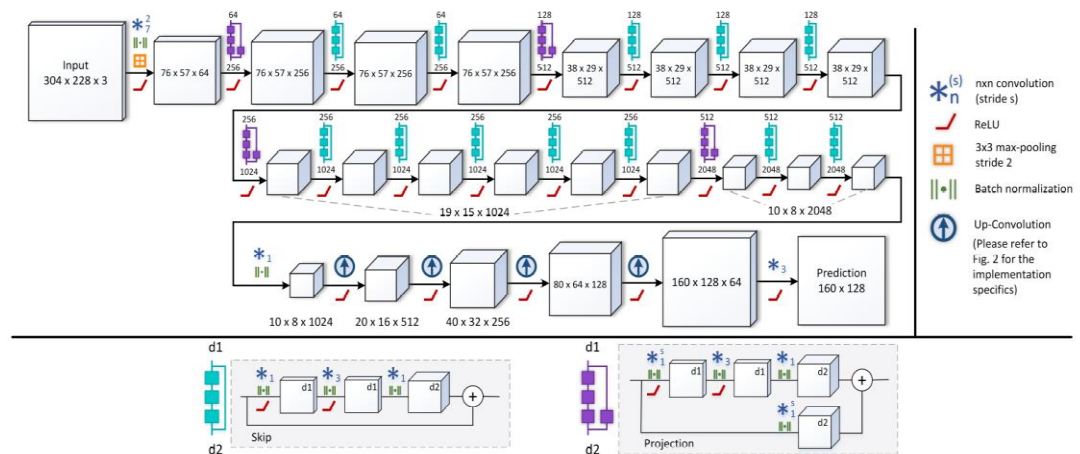 Input
304 x 228 x 3
2
7
76 x 57 x 64
64
256
76 x 57 x 256
64
256
76 x 57 x 256
64
256
76 x 57 x 256
128
512
38 x 29 x
512
128
512
38 x 29 x
512
128
512
38 x 29 x
512
128
512
38 x 29 x
512
256
1024
256
1024
256
1024
256
1024
256
1024
256
1024
19 x 15 x 1024
512
2048
512
2048
512
2048
10 x 8 x 2048
1
10 x 8 x 1024
20 x 16 x 512
40 x 32 x 256
80 x 64 x 128
160 x 128 x 64
3
Prediction
160 x 128
(s)
n
nxn convolution
(stride s)
ReLU
3x3 max-pooling
stride 2
Batch normalization
Up-Convolution
(Please refer to
Fig. 2 for the
implementation
specifics)
d1
d2
1
d1
3
d1
1
d2
+
Skip
d1
d2
s
1
d1
3
d1
1
d2
+
s
1
d2
Projection